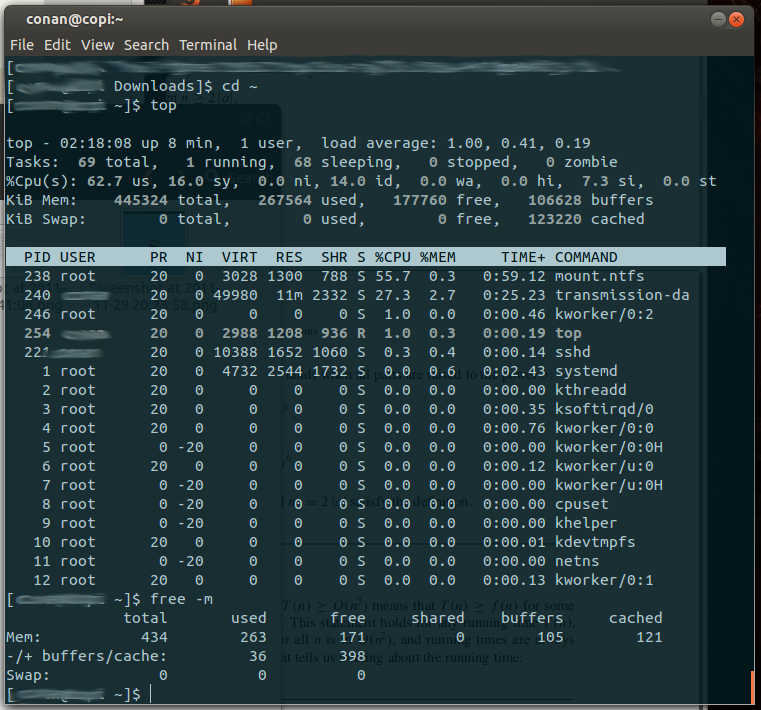 conan@copi:~
File Edit View Search Terminal Help
[
[ Downloads]$ cd ~
[ ~]$ top
top - 02:18:08 up 8 min,  1 user,  load average: 1.00, 0.41, 0.19
Tasks:  69 total,   1 running,  68 sleeping,   0 stopped,   0 zombie
%Cpu(s): 62.7 us, 16.0 sy,  0.0 ni, 14.0 id,  0.0 wa,  0.0 hi,  7.3 si,  0.0 st
KiB Mem:    445324 total,   267564 used,   177760 free,   106628 buffers
KiB Swap:        0 total,        0 used,        0 free,   123220 cached
PID USER      PR  NI  VIRT  RES  SHR S %CPU %MEM    TIME+ COMMAND
238 root      20   0  3028 1300  788 S 55.7  0.3   0:59.12 mount.ntfs
240           20   0 49980  11m 2332 S 27.3  2.7   0:25.23 transmission-da
246 root      20   0     0    0    0 S  1.0  0.0   0:00.46 kworker/0:2
254           20   0  2988 1208  936 R  1.0  0.3   0:00.19 top
221           20   0 10388 1652 1060 S  0.3  0.4   0:00.14 sshd
1 root      20   0  4732 2544 1732 S  0.0  0.6   0:02.43 systemd
2 root      20   0     0    0    0 S  0.0  0.0   0:00.00 kthreadd
3 root      20   0     0    0    0 S  0.0  0.0   0:00.35 ksoftirqd/0
4 root      20   0     0    0    0 S  0.0  0.0   0:00.76 kworker/0:0
5 root       0 -20     0    0    0 S  0.0  0.0   0:00.00 kworker/0:0H
6 root      20   0     0    0    0 S  0.0  0.0   0:00.12 kworker/u:0
7 root       0 -20     0    0    0 S  0.0  0.0   0:00.00 kworker/u:0H
8 root       0 -20     0    0    0 S  0.0  0.0   0:00.00 cpuset
9 root       0 -20     0    0    0 S  0.0  0.0   0:00.00 khelper
10 root      20   0     0    0    0 S  0.0  0.0   0:00.01 kdevtmpfs
11 root       0 -20     0    0    0 S  0.0  0.0   0:00.00 netns
12 root      20   0     0    0    0 S  0.0  0.0   0:00.13 kworker/0:1
[ ~]$ free -m
total       used       free     shared    buffers     cached
Mem:           434        263        171          0        105        121
-/+ buffers/cache:         36        398
Swap:            0          0          0
[ ~]$